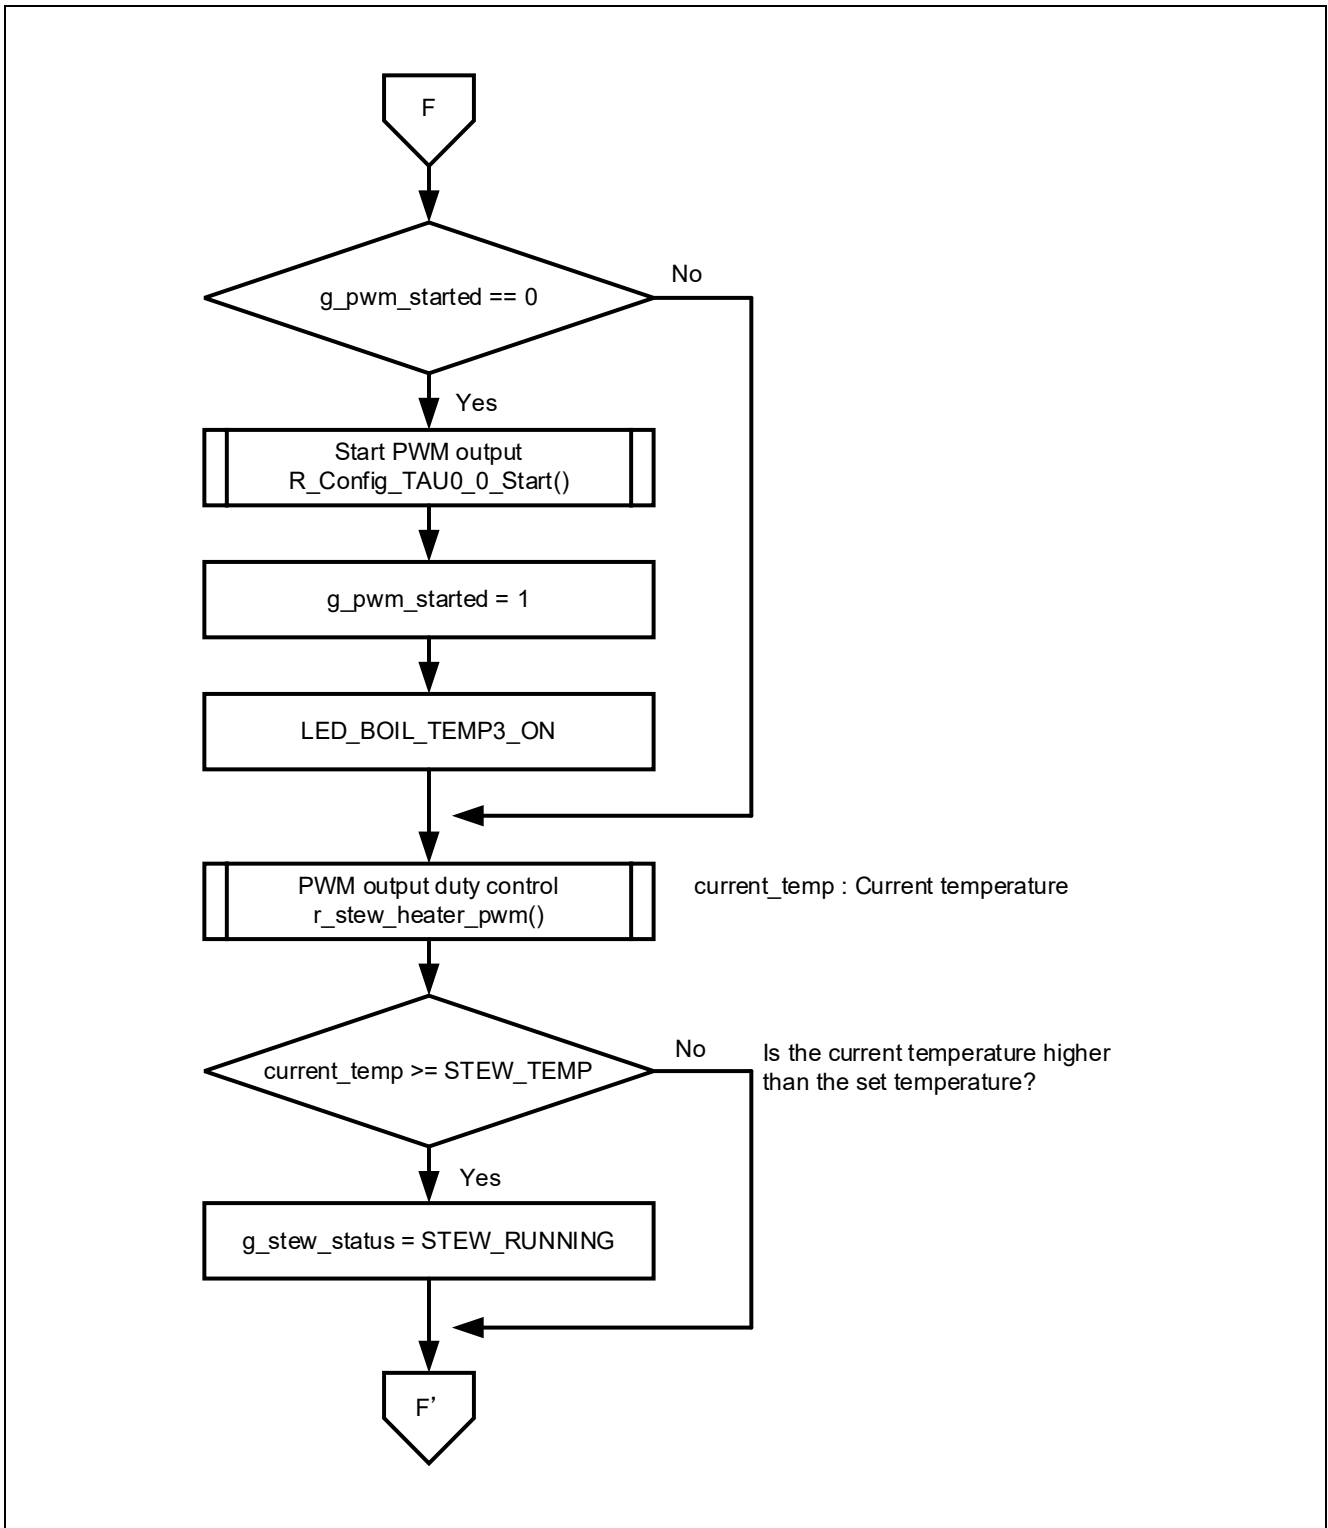 F
g_pwm_started == 0
No
Yes
Start PWM output
R_Config_TAU0_0_Start()
g_pwm_started = 1
LED_BOIL_TEMP3_ON
PWM output duty control
r_stew_heater_pwm()
current_temp : Current temperature
current_temp >= STEW_TEMP
No
Is the current temperature higher
than the set temperature?
Yes
g_stew_status = STEW_RUNNING
F’